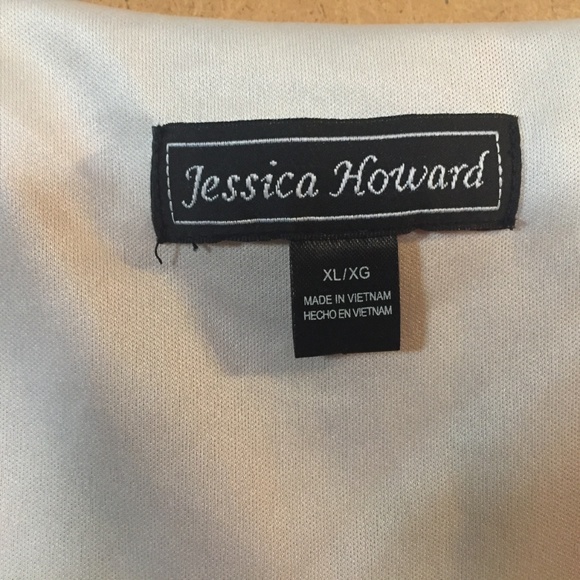 Jessica Howard
XL/XG
MADE IN VIETNAM
HECHO EN VIETNAM